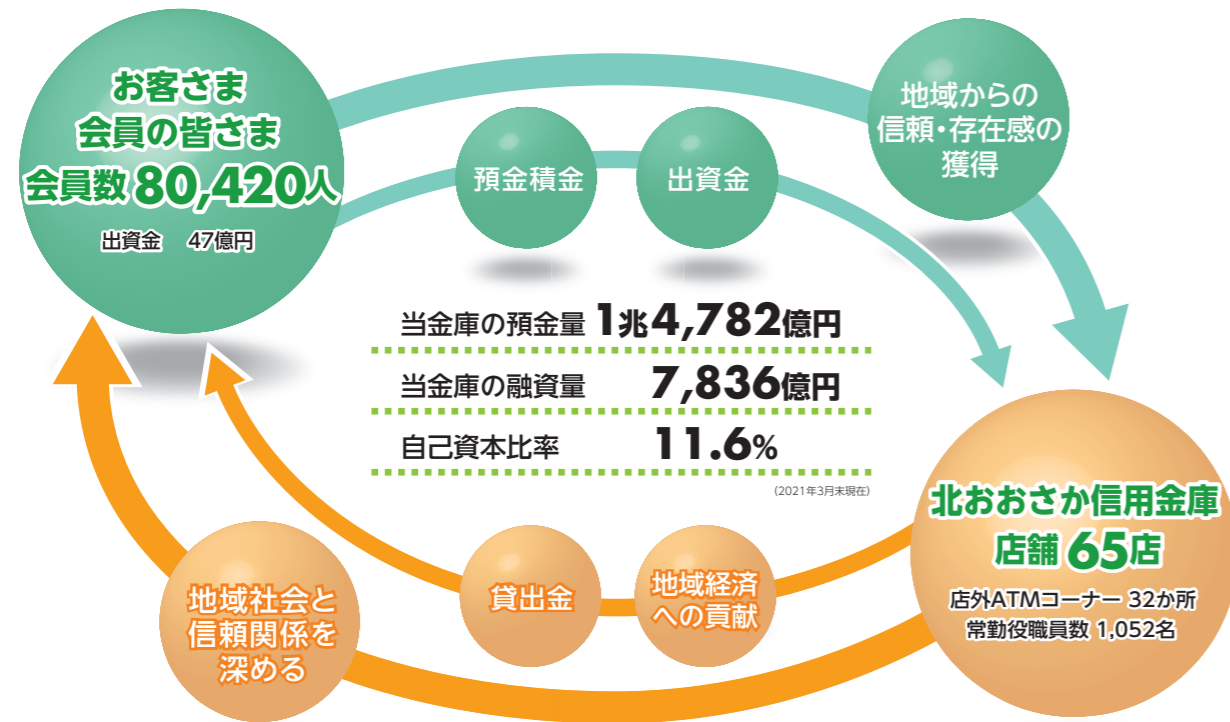 お客さま
会員の皆さま
会員数 80,420人
出資金 47億円
預金積金
出資金
地域からの
信頼・存在感の
獲得
当金庫の預金量 1兆4,782億円
当金庫の融資量 7,836億円
自己資本比率 11.6%
(2021年3月末現在)
北おおさか信用金庫
店舗 65店
店外ATMコーナー 32か所
常勤役職員数 1,052名
地域社会と
信頼関係を
深める
貸出金
地域経済
への貢献